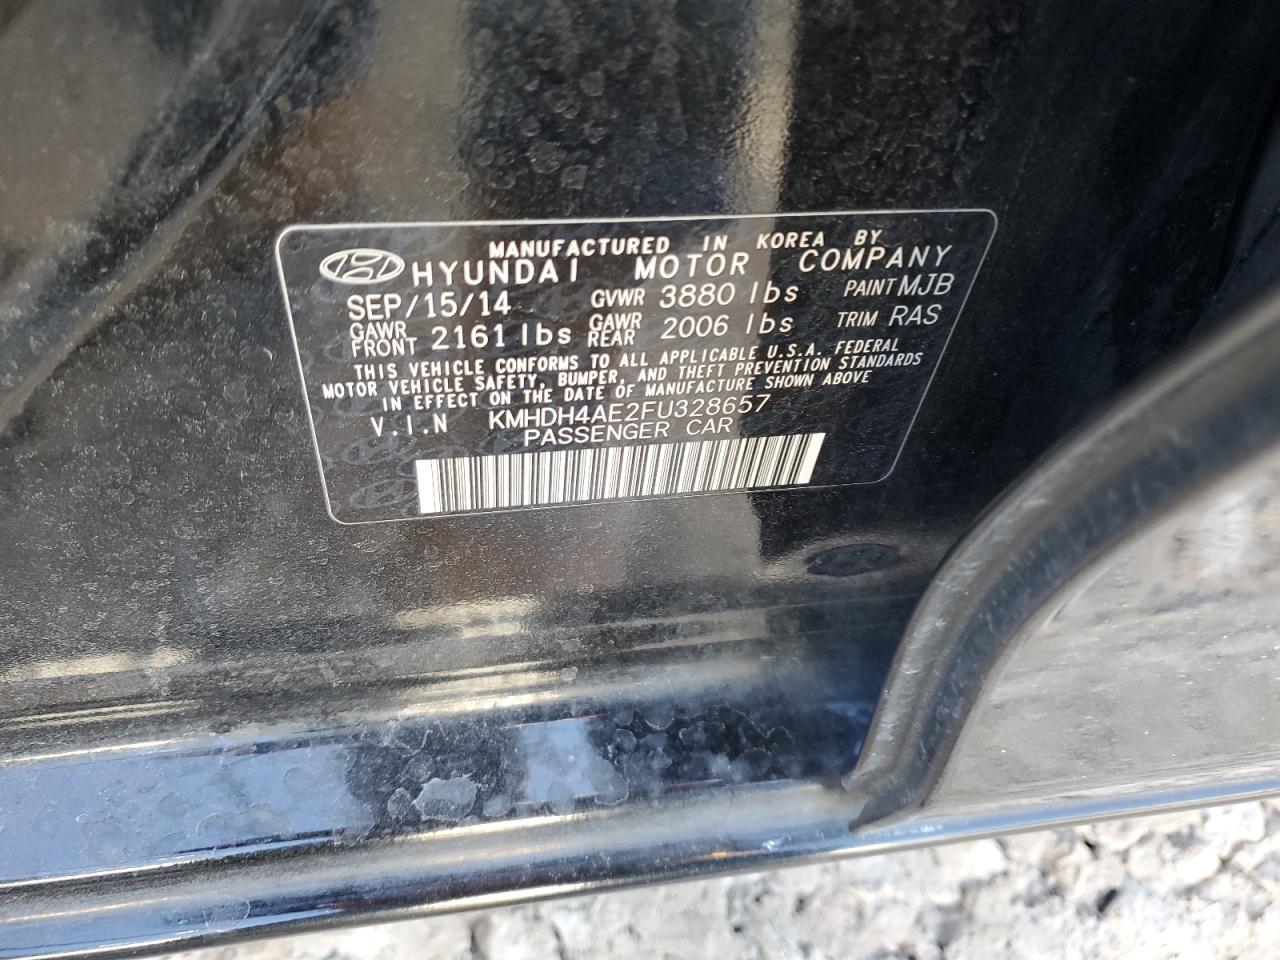 MANUFACTURED IN KOREA BY
HYUNDAI MOTOR COMPANY
SEP/15/14 GVWR 3880 lbs PAINT MJB
GAWR FRONT 2161 lbs GAWR REAR 2006 lbs TRIM RAS
THIS VEHICLE CONFORMS TO ALL APPLICABLE U.S.A. FEDERAL
MOTOR VEHICLE SAFETY, BUMPER, AND THEFT PREVENTION STANDARDS
IN EFFECT ON THE DATE OF MANUFACTURE SHOWN ABOVE
V.I.N KMHDH4AE2FU328657
PASSENGER CAR